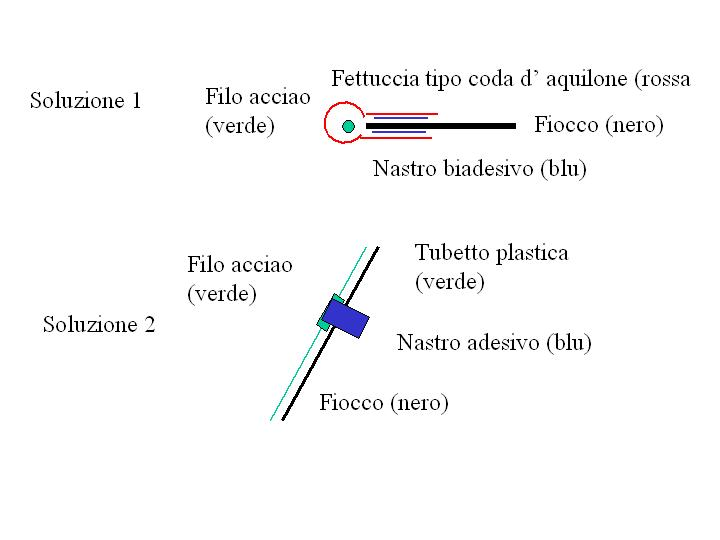 Fettuccia tipo coda d’ aquilone (rossa
Soluzione 1
Filo acciao
(verde)
Fiocco (nero)
Nastro biadesivo (blu)
Filo acciao
(verde)
Tubetto plastica
(verde)
Soluzione 2
Nastro adesivo (blu)
Fiocco (nero)